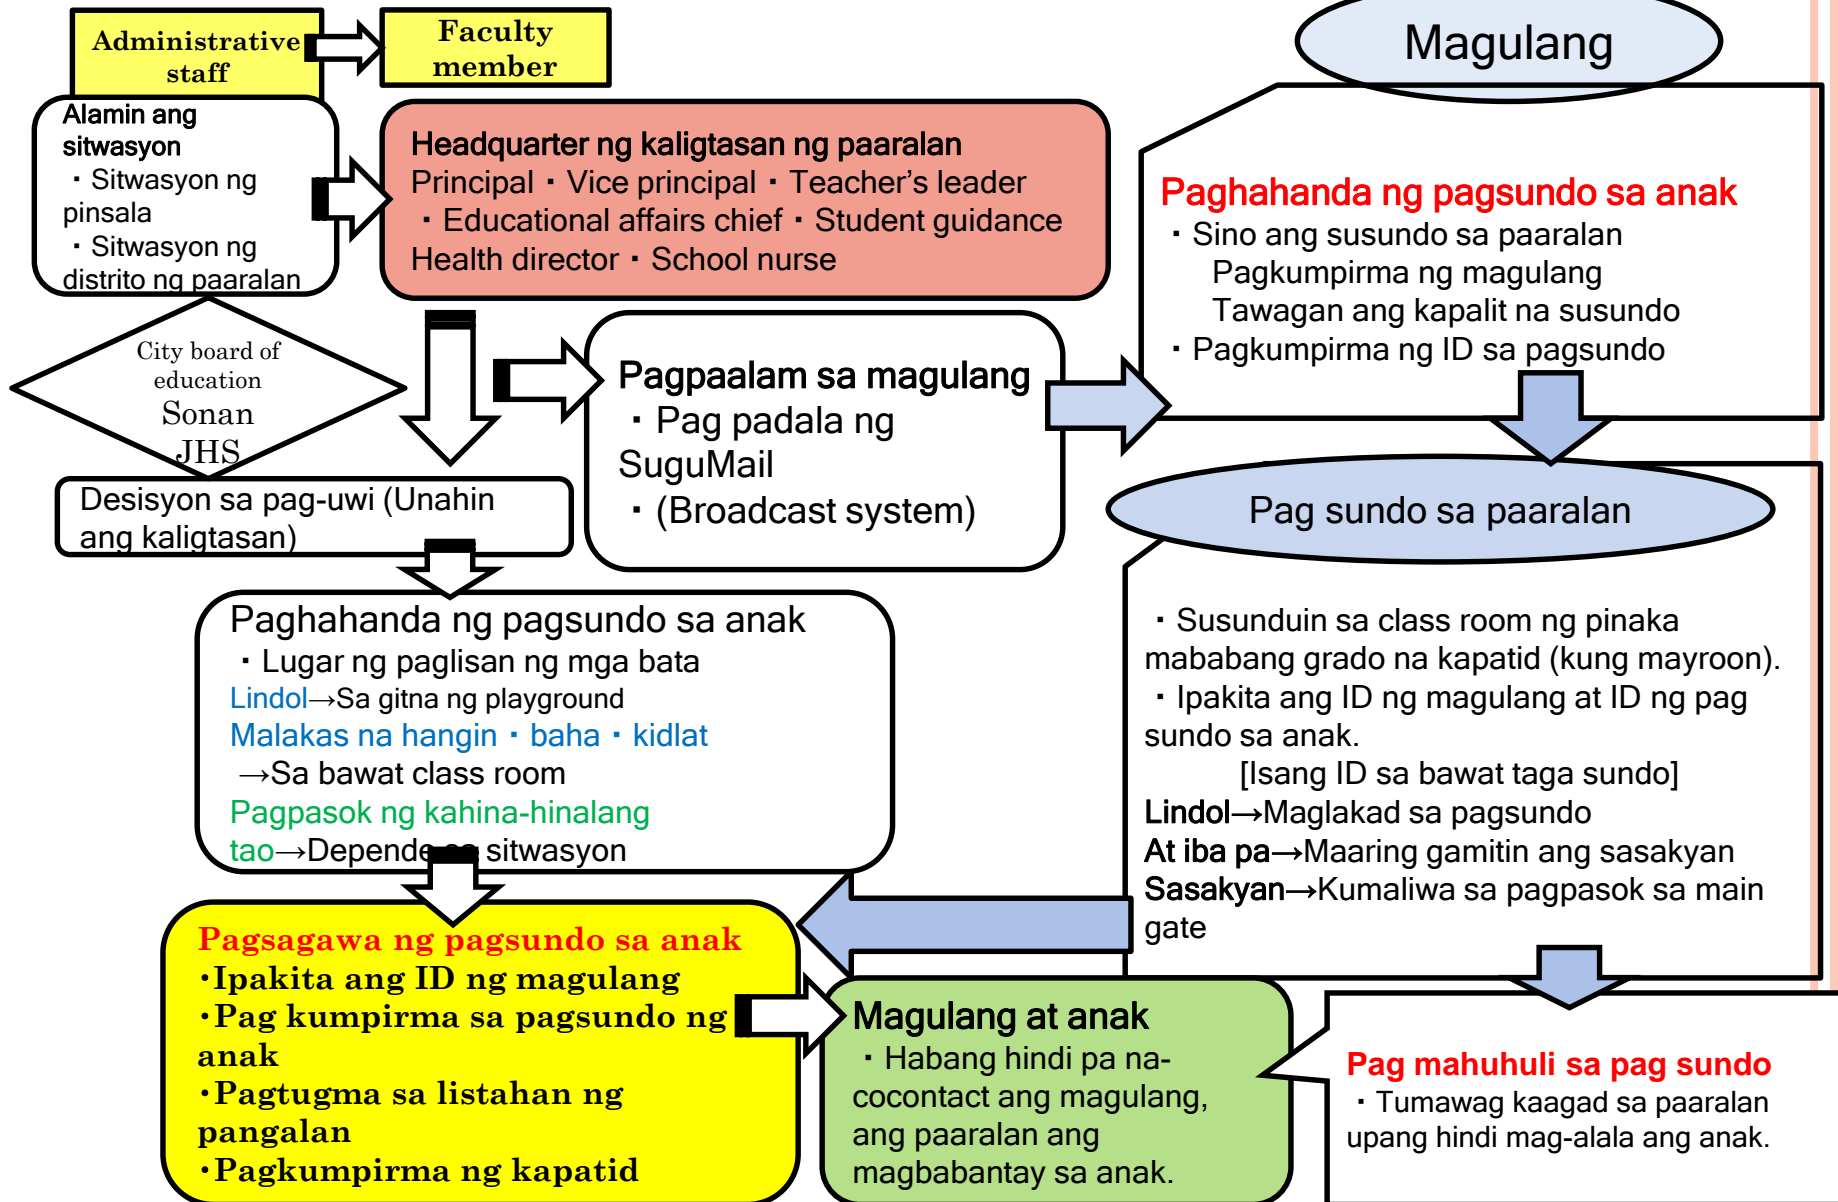 Administrative
staff
Faculty
member
Alamin ang
sitwasyon
・Sitwasyon ng
pinsala
・Sitwasyon ng
distrito ng paaralan
Headquarter ng kaligtasan ng paaralan
Principal・Vice principal・Teacher's leader
・Educational affairs chief・Student guidance
Health director・School nurse
City board of
education
Sonan
JHS
Pagpaalam sa magulang
・Pag padala ng
SuguMail
・(Broadcast system)
Desisyon sa pag-uwi (Unahin
ang kaligtasan)
Paghahanda ng pagsundo sa anak
・Lugar ng paglisan ng mga bata
Lindol→Sa gitna ng playground
Malakas na hangin・baha・kidlat
→Sa bawat class room
Pagpasok ng kahina-hinalang
tao→Depende sa sitwasyon
Pagsagawa ng pagsundo sa anak
・Ipakita ang ID ng magulang
・Pag kumpirma sa pagsundo ng
anak
・Pagtugma sa listahan ng
pangalan
・Pagkumpirma ng kapatid
Magulang
Paghahanda ng pagsundo sa anak
・Sino ang susundo sa paaralan
Pagkumpirma ng magulang
Tawagan ang kapalit na susundo
・Pagkumpirma ng ID sa pagsundo
Pag sundo sa paaralan
・Susunduin sa class room ng pinaka
mababang grado na kapatid (kung mayroon).
・Ipakita ang ID ng magulang at ID ng pag
sundo sa anak.
[Isang ID sa bawat taga sundo]
Lindol→Maglakad sa pagsundo
At iba pa→Maaring gamitin ang sasakyan
Sasakyan→Kumaliwa sa pagpasok sa main
gate
Magulang at anak
・Habang hindi pa na-
cocontact ang magulang,
ang paaralan ang
magbabantay sa anak.
Pag mahuhuli sa pag sundo
・Tumawag kaagad sa paaralan
upang hindi mag-alala ang anak.